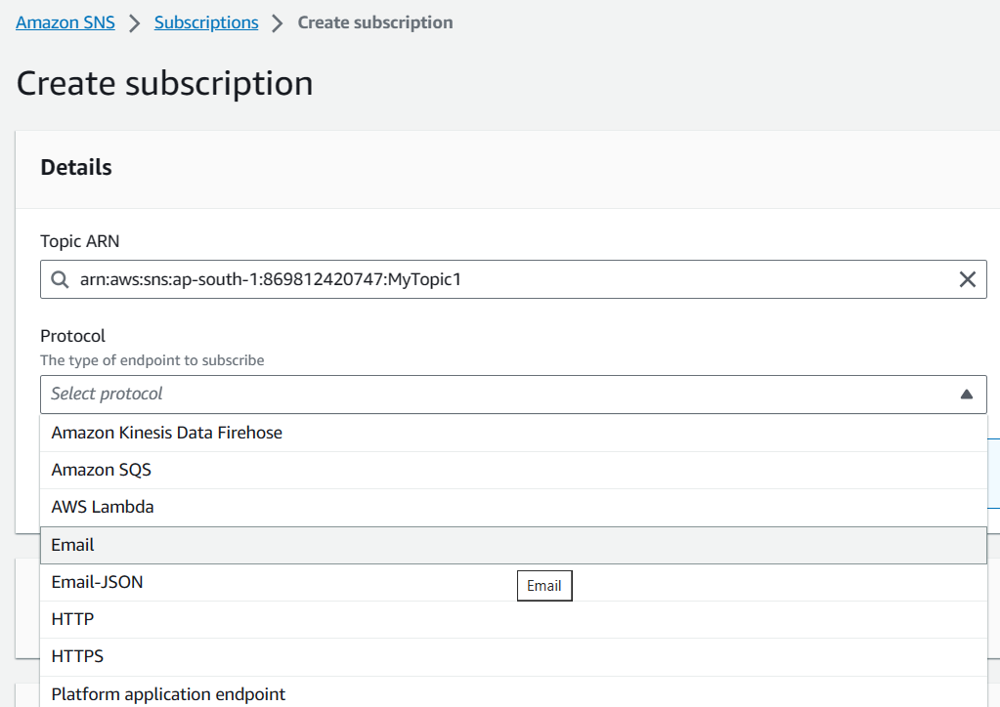 Amazon SNS > Subscriptions > Create subscription
Create subscription
Details
Topic ARN
arn:aws:sns:ap-south-1:869812420747:MyTopic1
Protocol
The type of endpoint to subscribe
Select protocol
Amazon Kinesis Data Firehose
Amazon SQS
AWS Lambda
Email
Email-JSON
Email
HTTP
HTTPS
Platform application endpoint